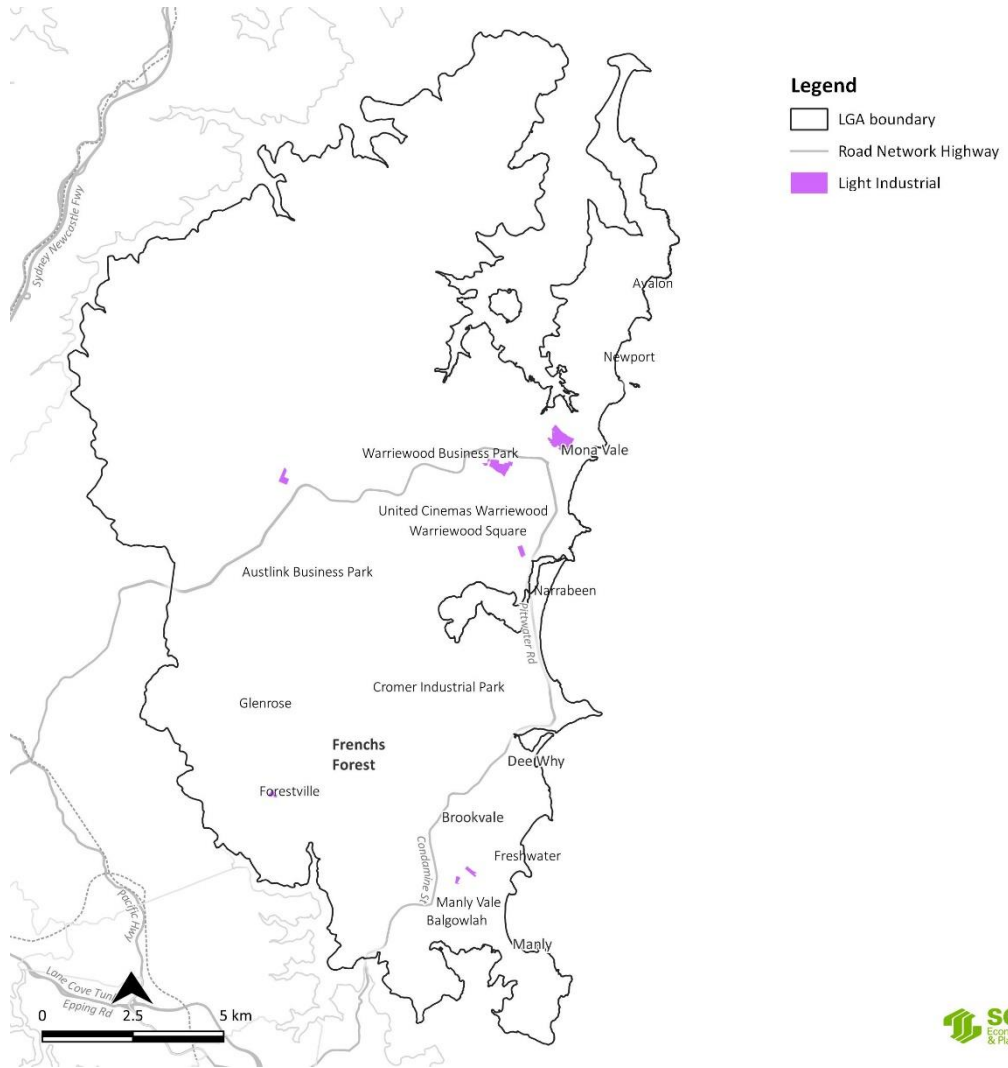 Legend
LGA boundary
Road Network Highway
Light Industrial
Sydney Newcastle Fwy
Avalon
Newport
Warriewood Business Park
Mona Vale
United Cinemas Warriewood
Warriewood Square
Austlink Business Park
Narrabeen
Pittwater Rd
Cromer Industrial Park
Glenrose
Frenchs
Forest
Dee Why
Forestville
Brookvale
Condamine St
Freshwater
Manly Vale
Balgowlah
Manly
Pacific Hwy
Lane Cove Tun
Epping Rd
0 2.5 5 km